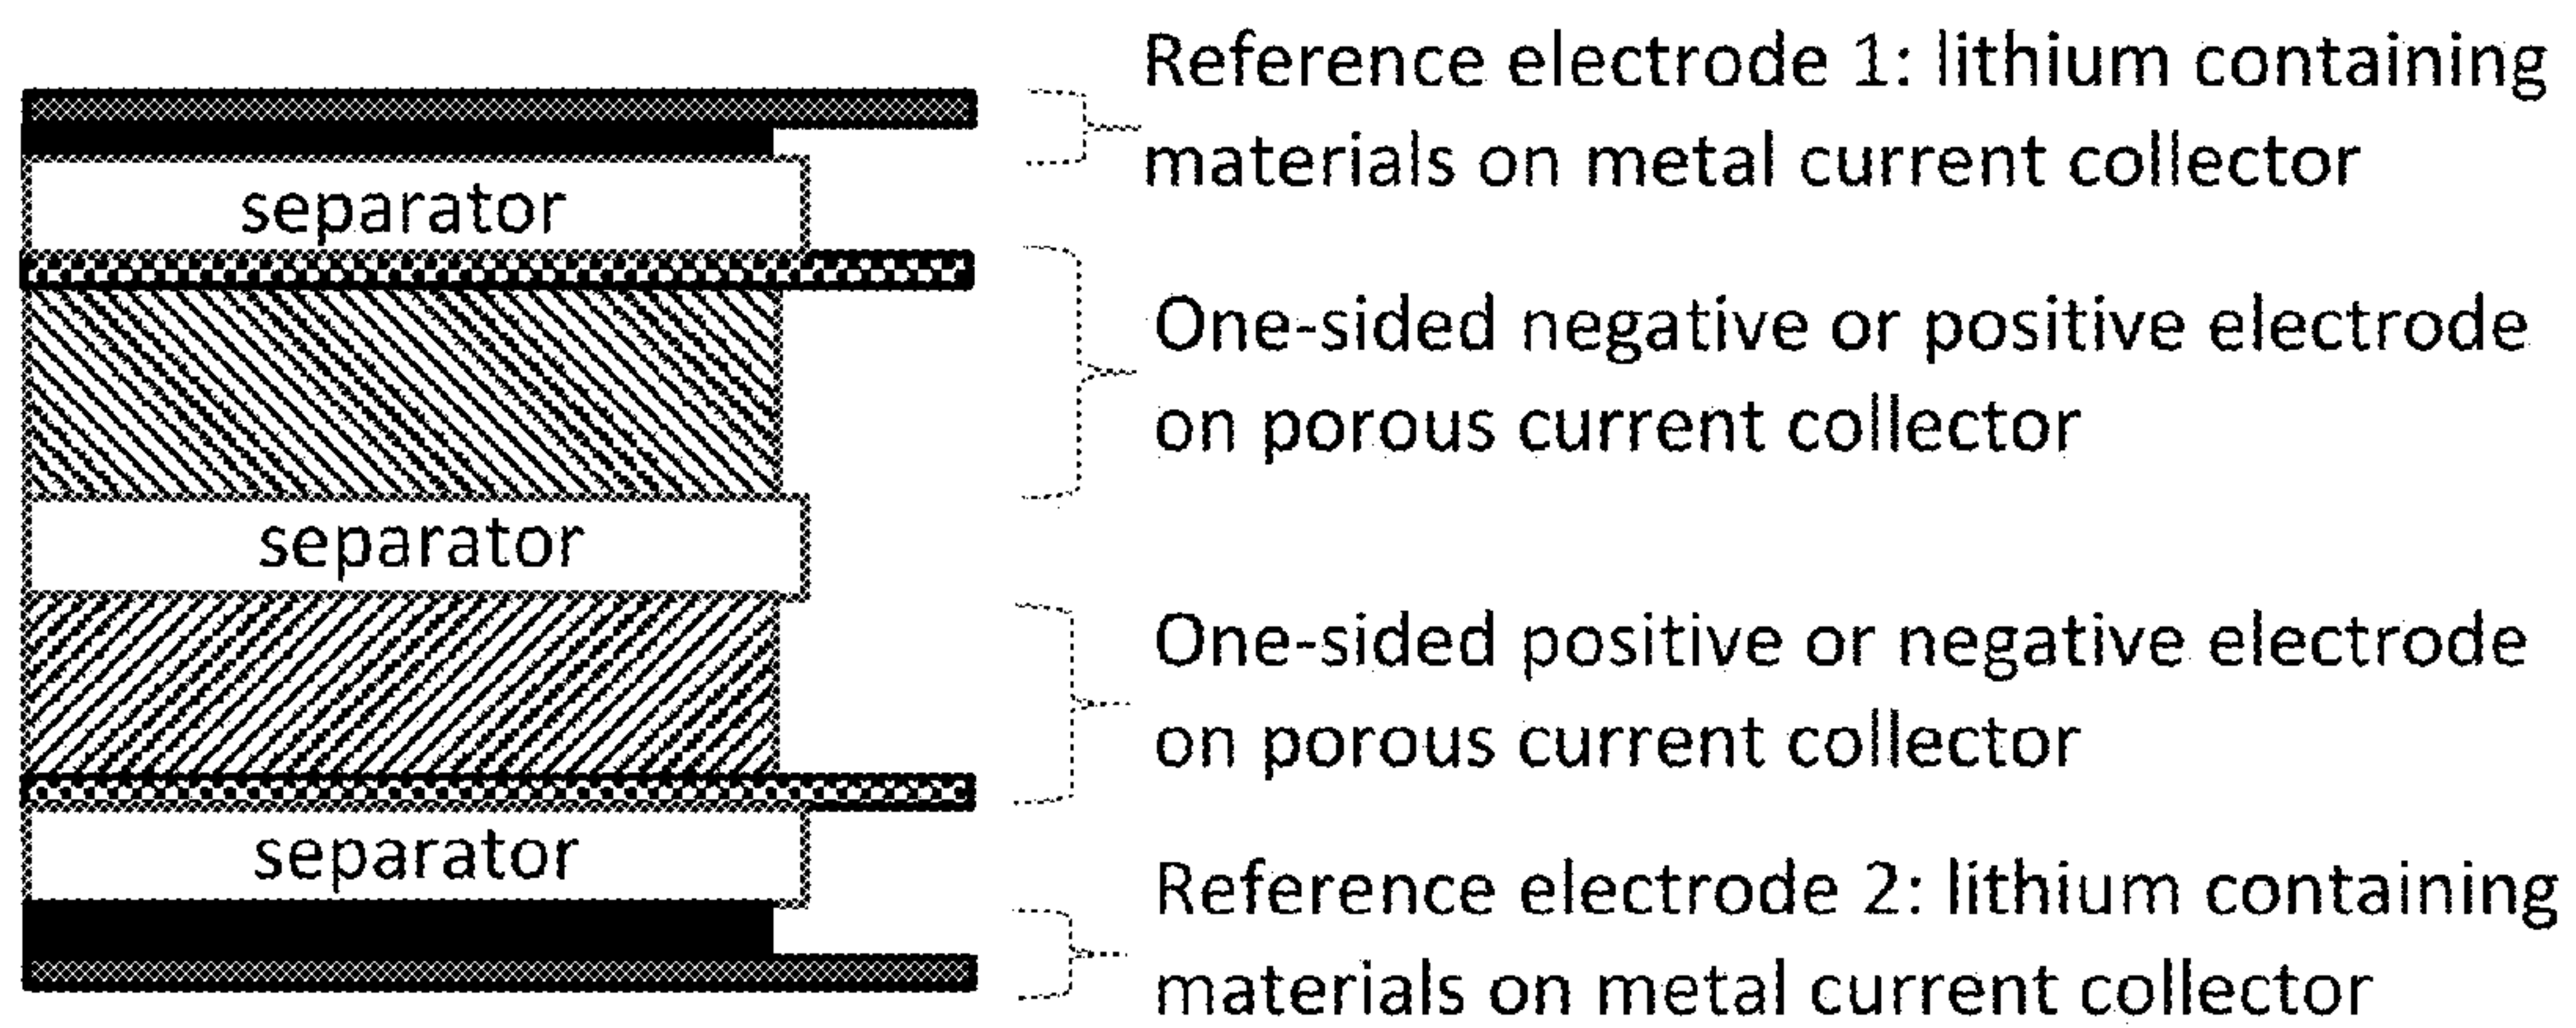 Reference electrode 1: lithium containing
materials on metal current collector
separator
One-sided negative or positive electrode
on porous current collector
separator
One-sided positive or negative electrode
on porous current collector
separator
Reference electrode 2: lithium containing
materials on metal current collector